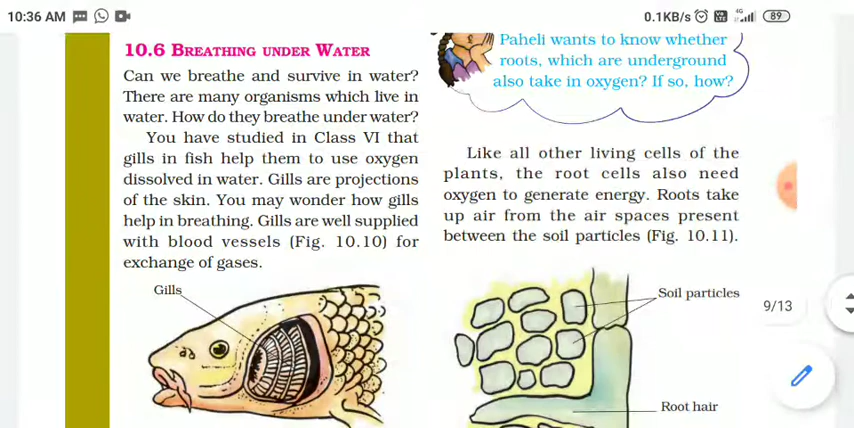 10:36 AM
0.1KB/s
4G
89
10.6 BREATHING UNDER WATER
Can we breathe and survive in water?
There are many organisms which live in
water. How do they breathe under water?
You have studied in Class VI that
gills in fish help them to use oxygen
dissolved in water. Gills are projections
of the skin. You may wonder how gills
help in breathing. Gills are well supplied
with blood vessels (Fig. 10.10) for
exchange of gases.
Gills
Paheli wants to know whether
roots, which are underground
also take in oxygen? If so, how?
Like all other living cells of the
plants, the root cells also need
oxygen to generate energy. Roots take
up air from the air spaces present
between the soil particles (Fig. 10.11).
Soil particles
Root hair
9/13